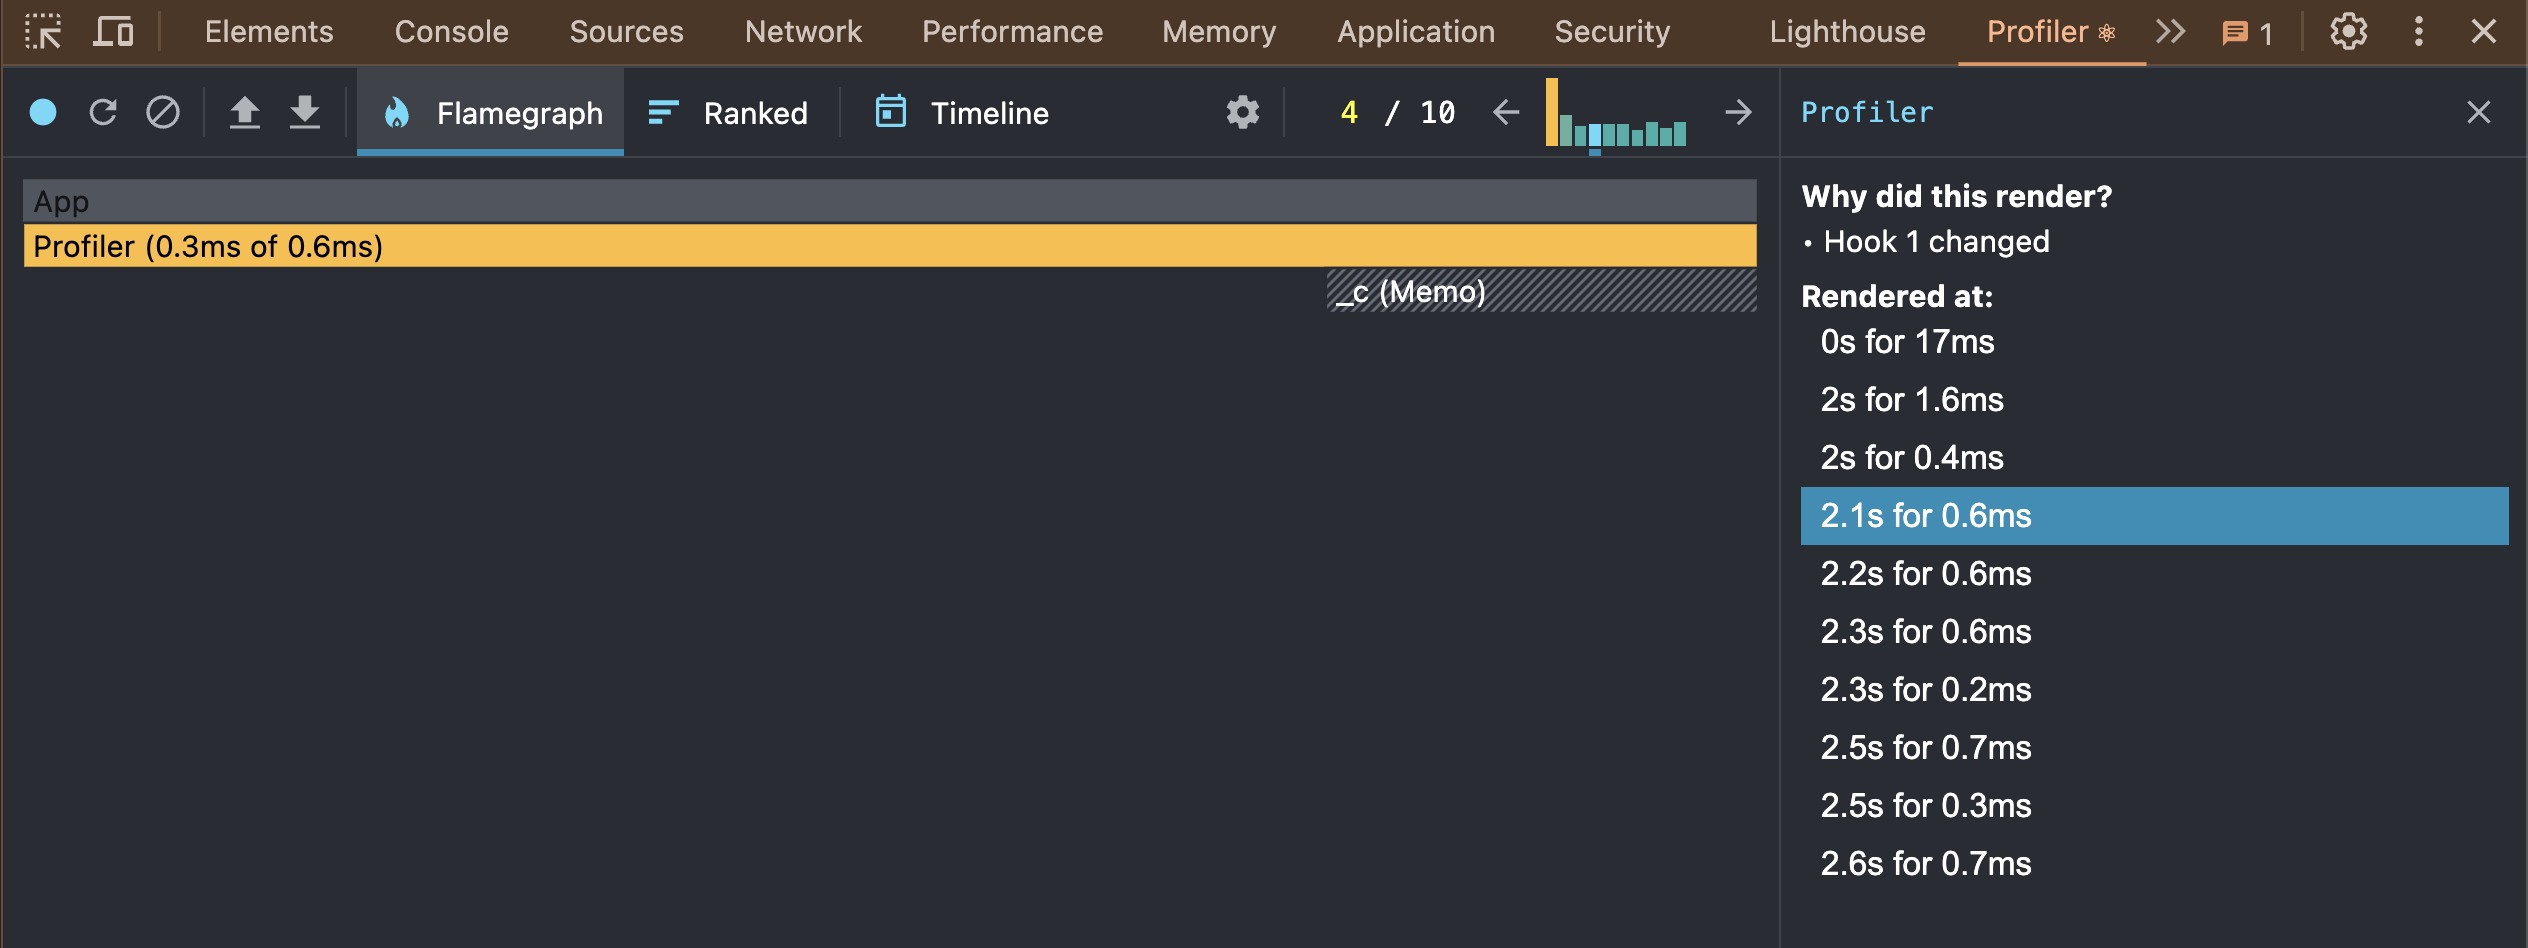 Elements Console Sources Network Performance Memory Application Security Lighthouse Profiler ⚛ 1
Flamegraph Ranked Timeline 4 / 10 Profiler
App
Profiler (0.3ms of 0.6ms)
_c (Memo)
Why did this render?
• Hook 1 changed
Rendered at:
0s for 17ms
2s for 1.6ms
2s for 0.4ms
2.1s for 0.6ms
2.2s for 0.6ms
2.3s for 0.6ms
2.3s for 0.2ms
2.5s for 0.7ms
2.5s for 0.3ms
2.6s for 0.7ms